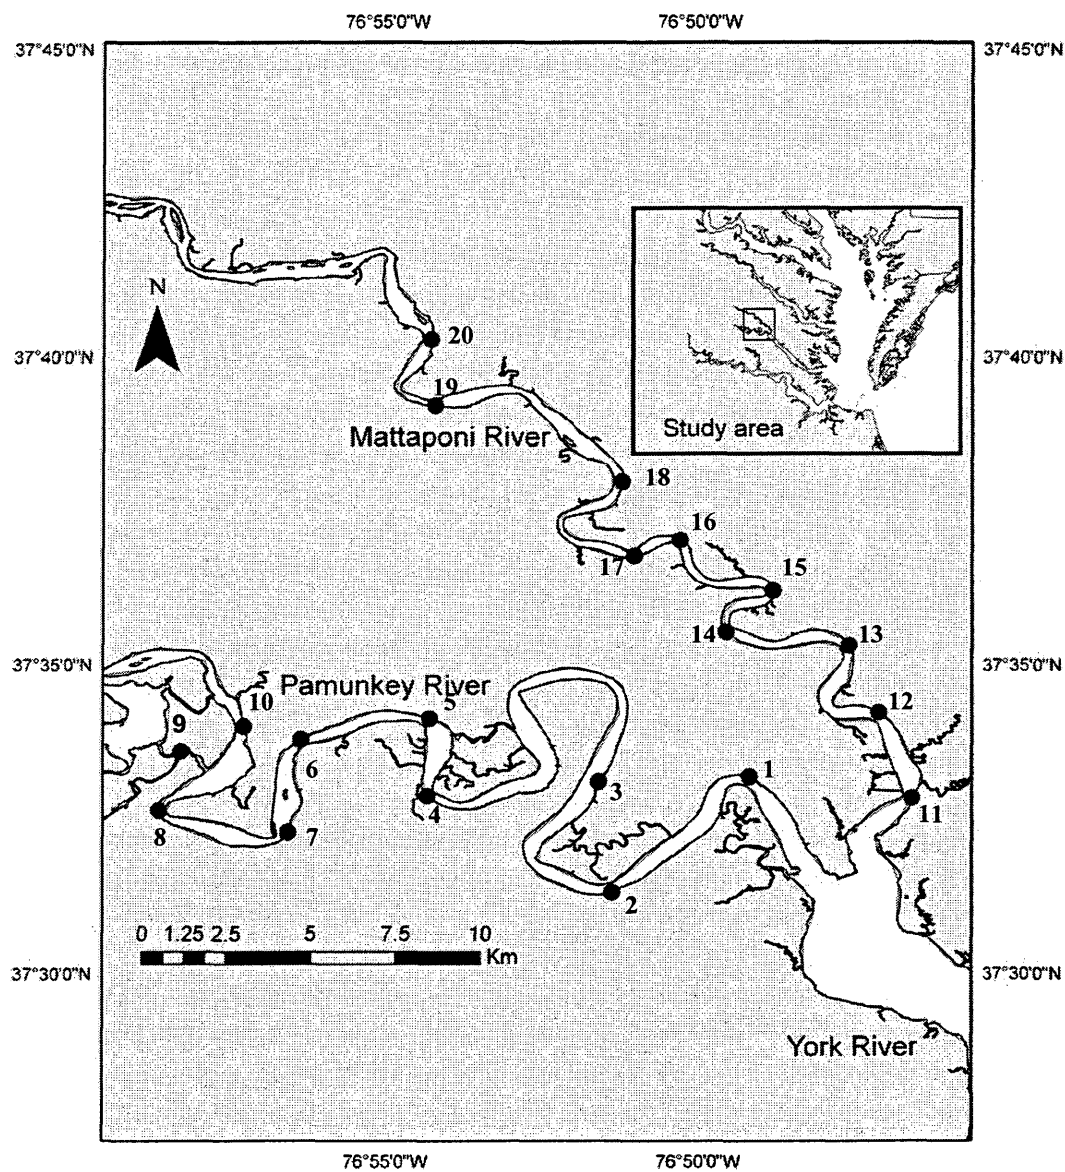 76°55'0"W 76°50'0"W
37°45'0"N 37°45'0"N
N
20
37°40'0"N 37°40'0"N
19
Mattaponi River
Study area
18
16
17
15
14
13
37°35'0"N 37°35'0"N
Pamunkey River
10
5
12
9
6
1
3
4
11
8
7
2
0 1.25 2.5 5 7.5 10
Km
37°30'0"N 37°30'0"N
York River
76°55'0"W 76°50'0"W